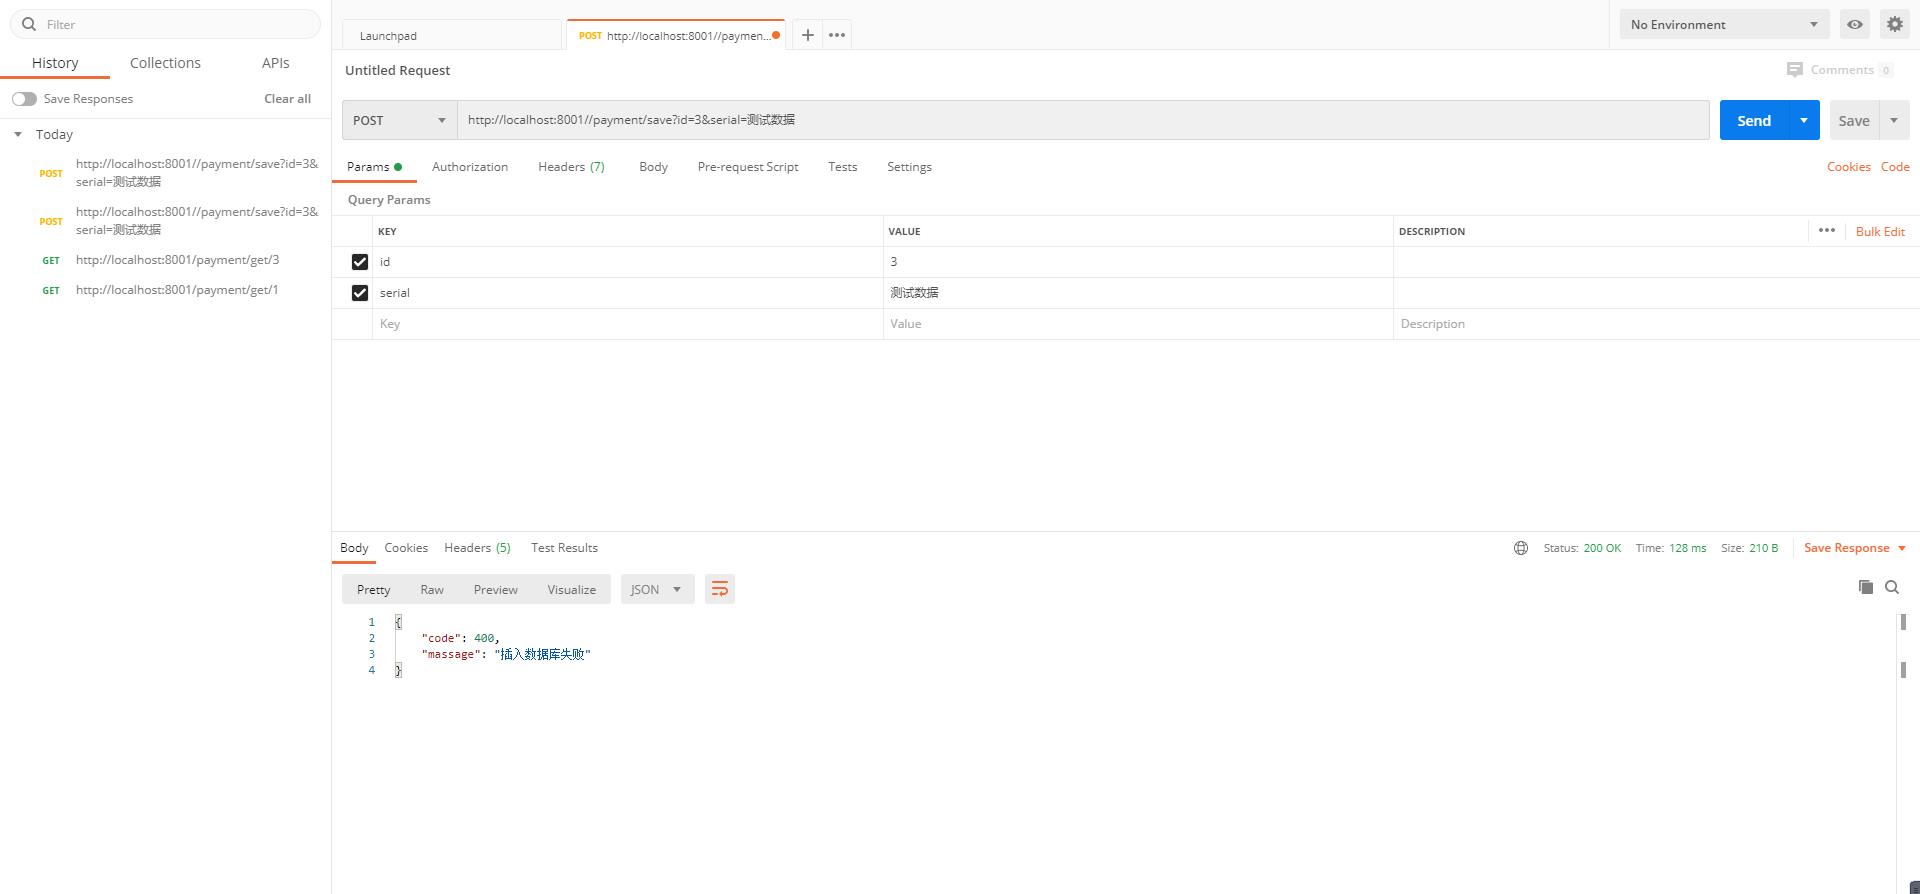 Filter
History Collections APIs
Save Responses Clear all
Today
POST http://localhost:8001//payment/save?id=3&
serial=测试数据
POST http://localhost:8001//payment/save?id=3&
serial=测试数据
GET http://localhost:8001/payment/get/3
GET http://localhost:8001/payment/get/1
Launchpad POST http://localhost:8001//paymen... No Environment
Untitled Request Comments 0
POST http://localhost:8001//payment/save?id=3&serial=测试数据 Send Save
Params Authorization Headers (7) Body Pre-request Script Tests Settings Cookies Code
Query Params
KEY VALUE DESCRIPTION ••• Bulk Edit
id 3
serial 测试数据
Key Value Description
Body Cookies Headers (5) Test Results Status: 200 OK Time: 128 ms Size: 210 B Save Response
Pretty Raw Preview Visualize JSON
1 {
2 "code": 400,
3 "massage": "插入数据库失败"
4 }